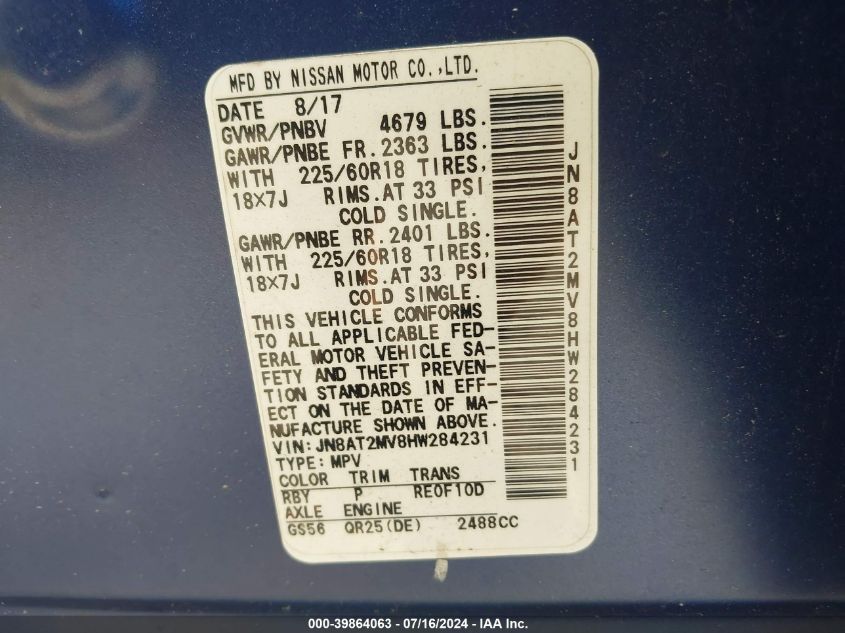 MFD BY NISSAN MOTOR CO.,LTD.
DATE 8/17
GVWR/PNBV 4679 LBS.
GAWR/PNBE FR. 2363 LBS.
WITH 225/60R18 TIRES,
18X7J RIMS.AT 33 PSI
COLD SINGLE.
GAWR/PNBE RR. 2401 LBS.
WITH 225/60R18 TIRES,
18X7J RIMS.AT 33 PSI
COLD SINGLE.
THIS VEHICLE CONFORMS
TO ALL APPLICABLE FED-
ERAL MOTOR VEHICLE SA-
FETY AND THEFT PREVEN-
TION STANDARDS IN EFF-
ECT ON THE DATE OF MA-
NUFACTURE SHOWN ABOVE.
VIN:JN8AT2MV8HW284231
TYPE:MPV
COLOR TRIM TRANS
RBY P RE0F10D
AXLE ENGINE
GS56 QR25(DE) 2488CC
JN8AT2MV8HW284231
000-39864063 - 07/16/2024 - IAA Inc.